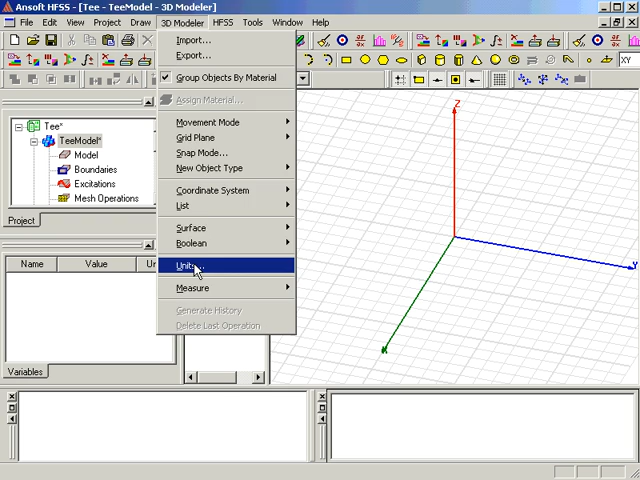 Ansoft HFSS - [Tee - TeeModel - 3D Modeler]
File Edit View Project Draw 3D Modeler HFSS Tools Window Help
XY
Import...
Export...
Group Objects By Material
Assign Material...
Movement Mode
Grid Plane
Snap Mode...
New Object Type
Coordinate System
List
Surface
Boolean
Units...
Measure
Generate History
Delete Last Operation
Tee*
TeeModel*
Model
Boundaries
Excitations
Mesh Operations
Project
Name Value Un
Variables
Z
Y
X